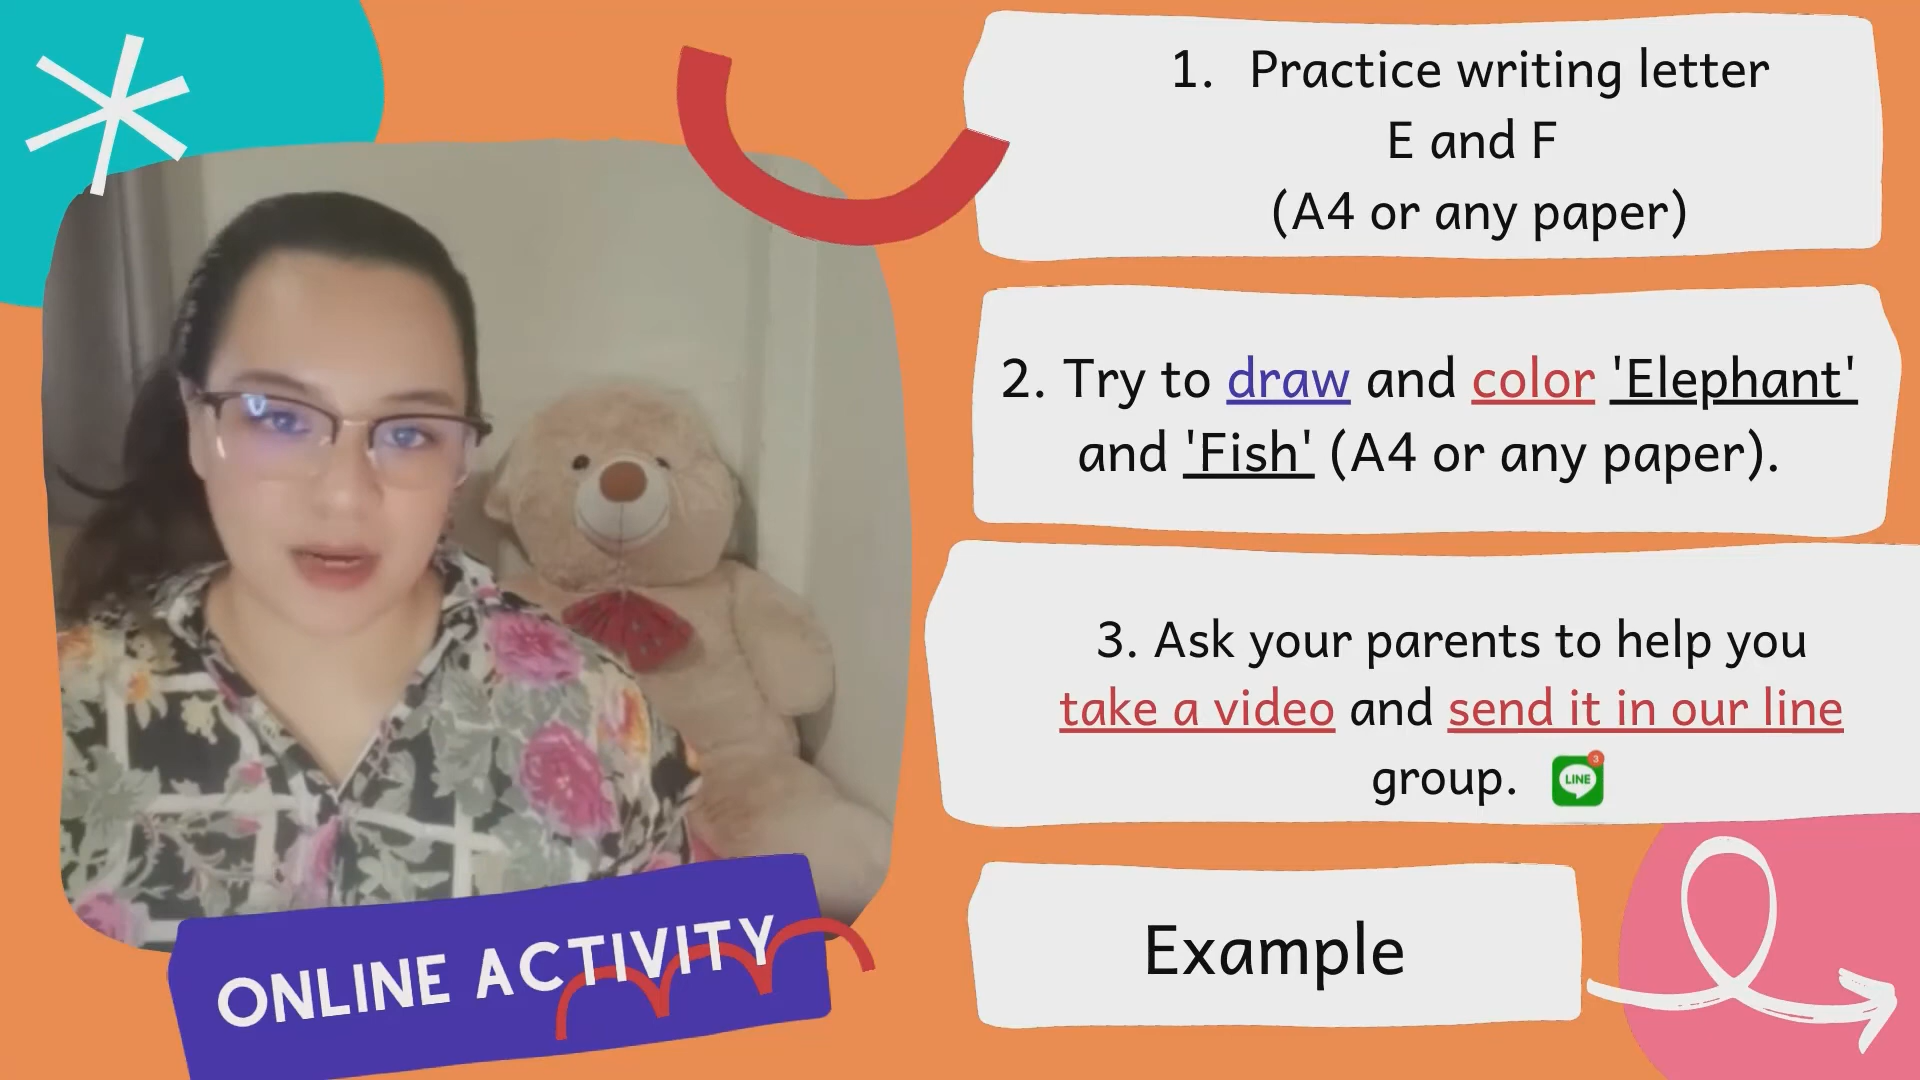 1. Practice writing letter
E and F
(A4 or any paper)
2. Try to draw and color 'Elephant'
and 'Fish' (A4 or any paper).
3. Ask your parents to help you
take a video and send it in our line
group.
3
LINE
Example
ONLINE ACTIVITY